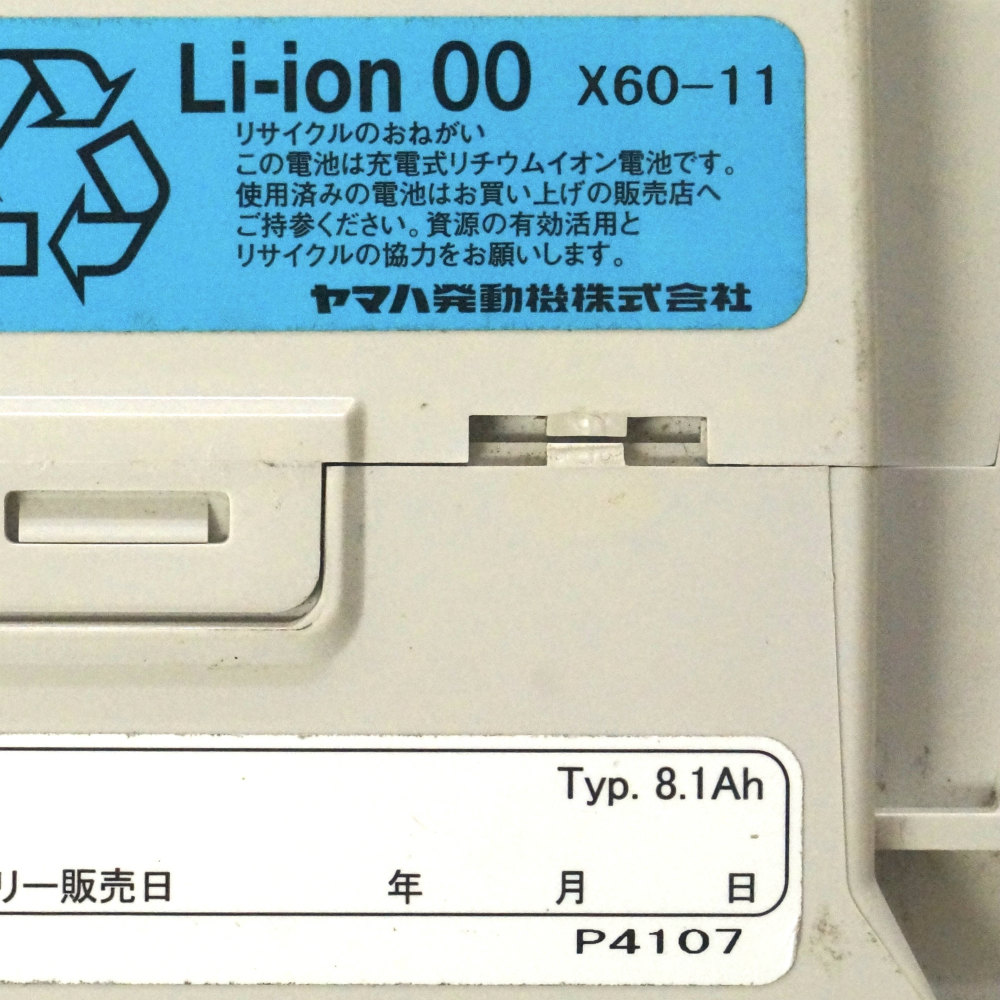 Li-ion 00 X60-11
リサイクルのおねがい
この電池は充電式リチウムイオン電池です。
使用済みの電池はお買い上げの販売店へ
ご持参ください。資源の有効活用と
リサイクルの協力をお願いします。
ヤマハ発動機株式会社
Typ. 8.1Ah
リー販売日 年 月 日
P4107